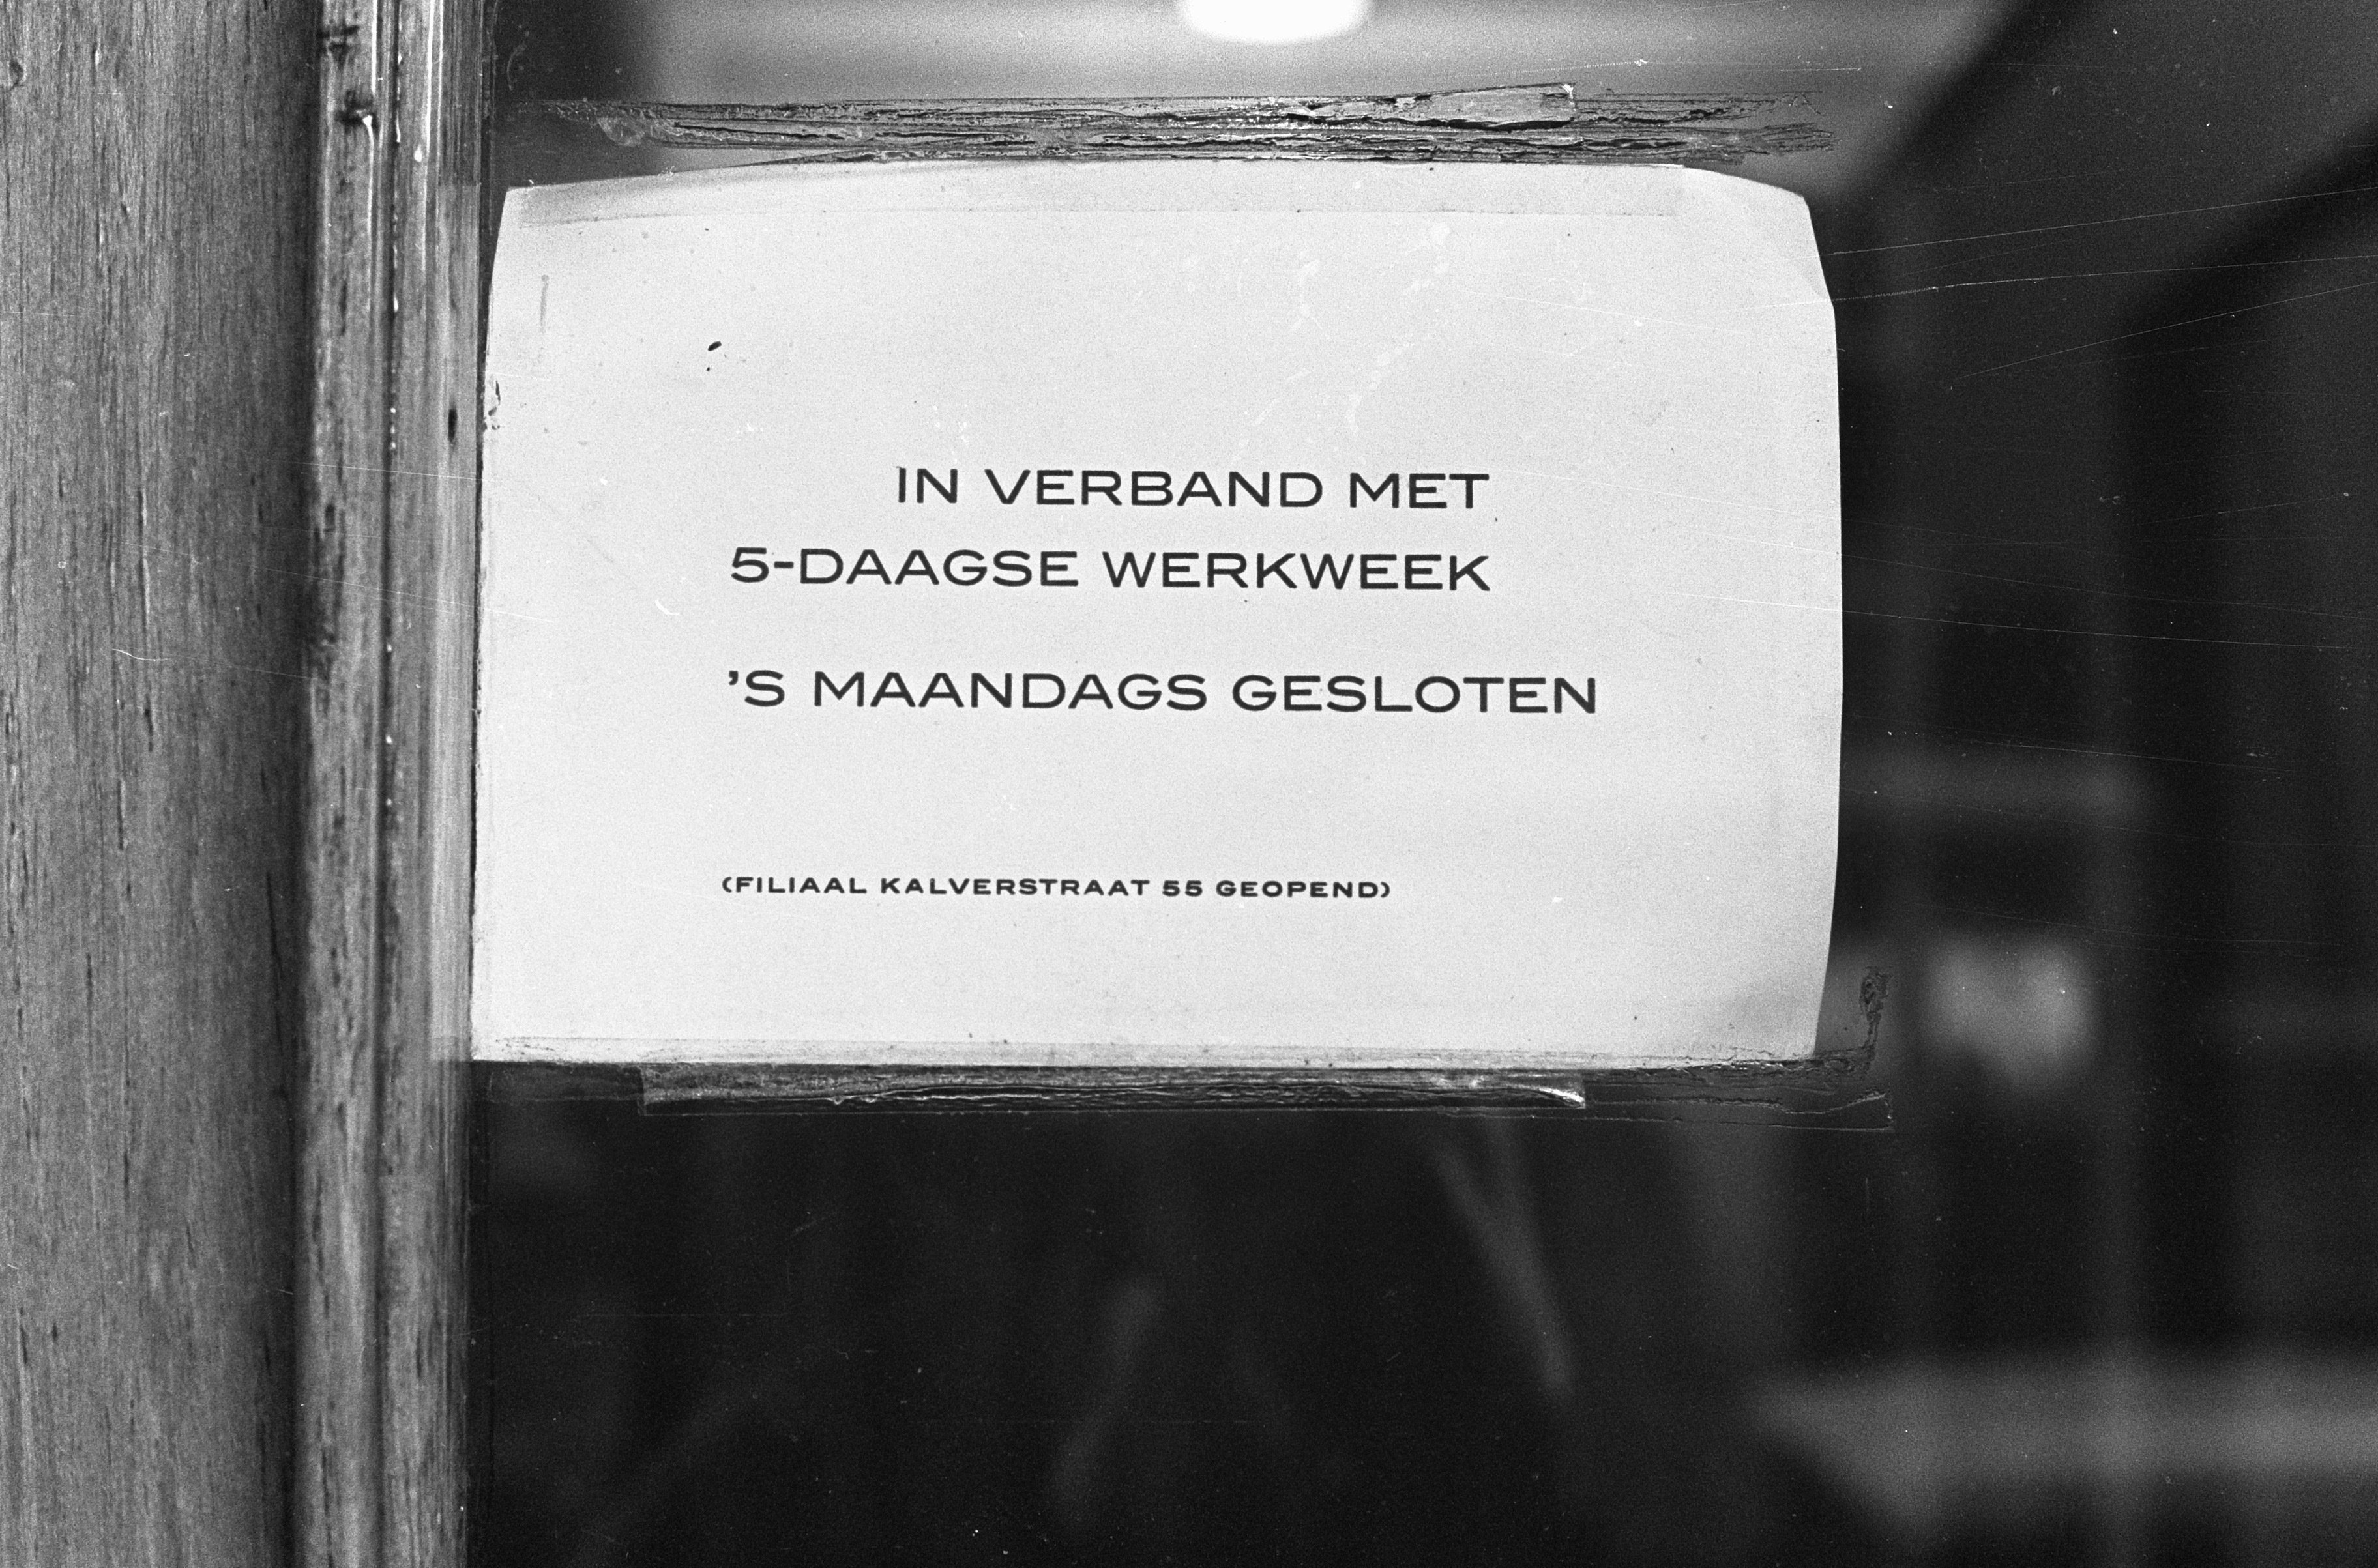 IN VERBAND MET
5-DAAGSE WERKWEEK
'S MAANDAGS GESLOTEN
(FILIAAL KALVERSTRAAT 55 GEOPEND)